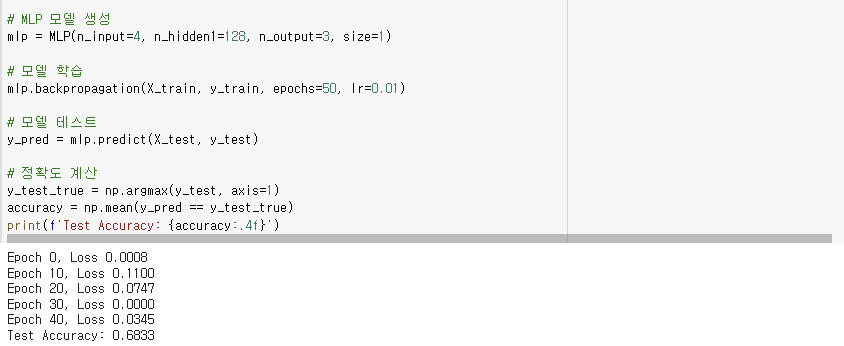 # MLP 모델 생성
mlp = MLP(n_input=4, n_hidden1=128, n_output=3, size=1)
# 모델 학습
mlp.backpropagation(X_train, y_train, epochs=50, lr=0.01)
# 모델 테스트
y_pred = mlp.predict(X_test, y_test)
# 정확도 계산
y_test_true = np.argmax(y_test, axis=1)
accuracy = np.mean(y_pred == y_test_true)
print(f'Test Accuracy: {accuracy:.4f}')
Epoch 0, Loss 0.0008
Epoch 10, Loss 0.1100
Epoch 20, Loss 0.0747
Epoch 30, Loss 0.0000
Epoch 40, Loss 0.0345
Test Accuracy: 0.6833